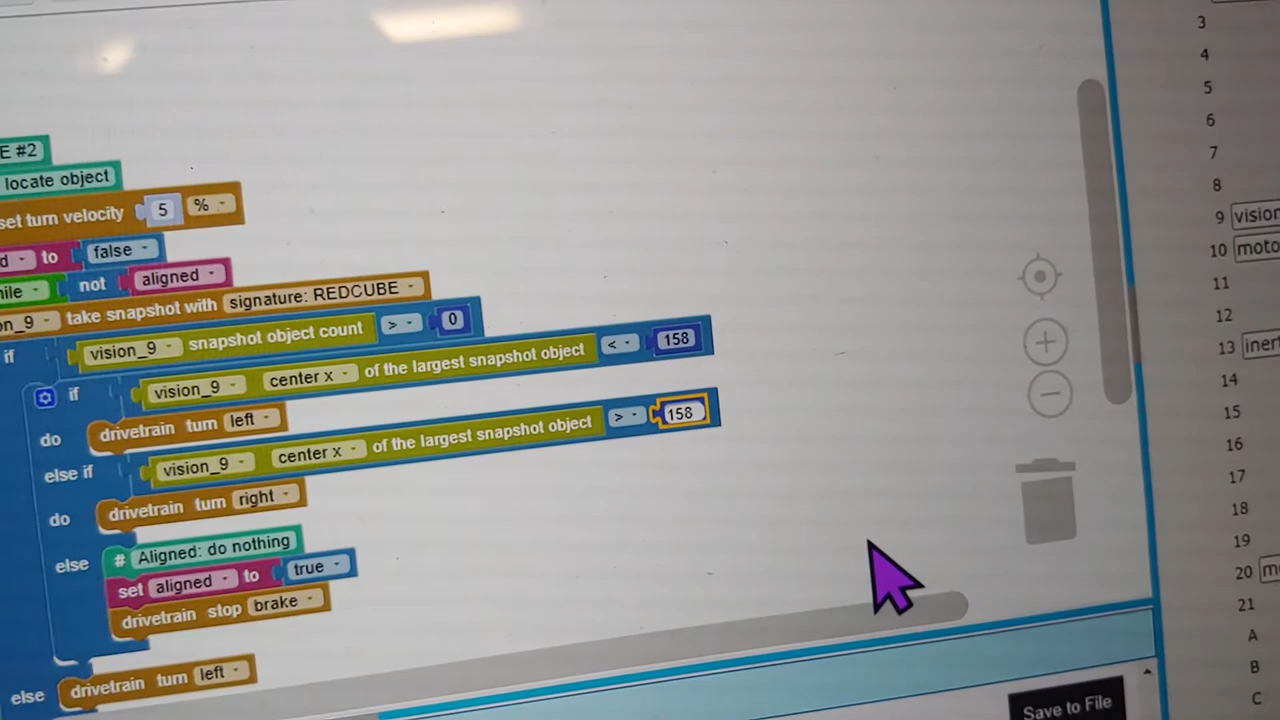 E #2
locate object
set turn velocity 5 %
d to false
not aligned
take snapshot with signature: REDCUBE
if vision_9 snapshot object count > 0
if vision_9 center x of the largest snapshot object < 158
do drivetrain turn left
else if vision_9 center x of the largest snapshot object > 158
do drivetrain turn right
else # Aligned: do nothing
set aligned to true
drivetrain stop brake
else drivetrain turn left
Save to File
3
4
5
6
7
8
9 vision
10 moto
11
12
13 inert
14
15
16
17
18
19
20 m
21
A
B
C